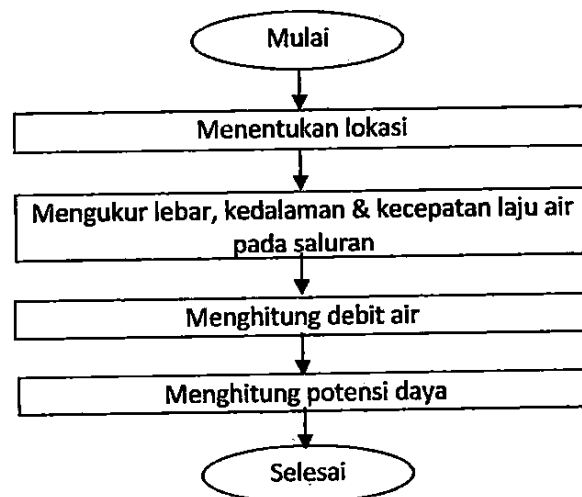 Mulai
Menentukan lokasi
Mengukur lebar, kedalaman & kecepatan laju air
pada saluran
Menghitung debit air
Menghitung potensi daya
Selesai